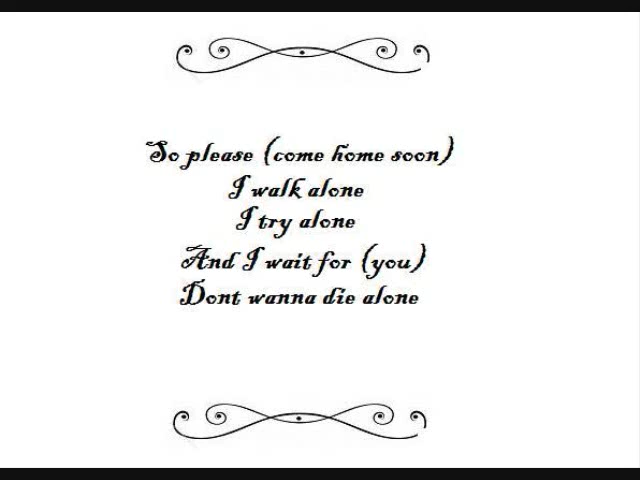 So please (come home soon)
I walk alone
I try alone
And I wait for (you)
Dont wanna die alone